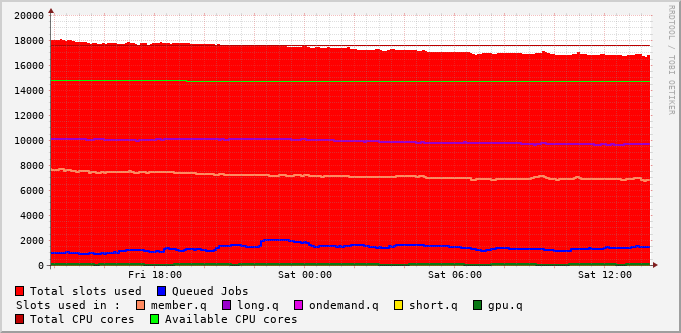 RRDTOOL / TOBI OETIKER
20000
18000
16000
14000
12000
10000
8000
6000
4000
2000
0
Fri 18:00 Sat 00:00 Sat 06:00 Sat 12:00
Total slots used Queued Jobs
Slots used in : member.q long.q ondemand.q short.q gpu.q
Total CPU cores Available CPU cores